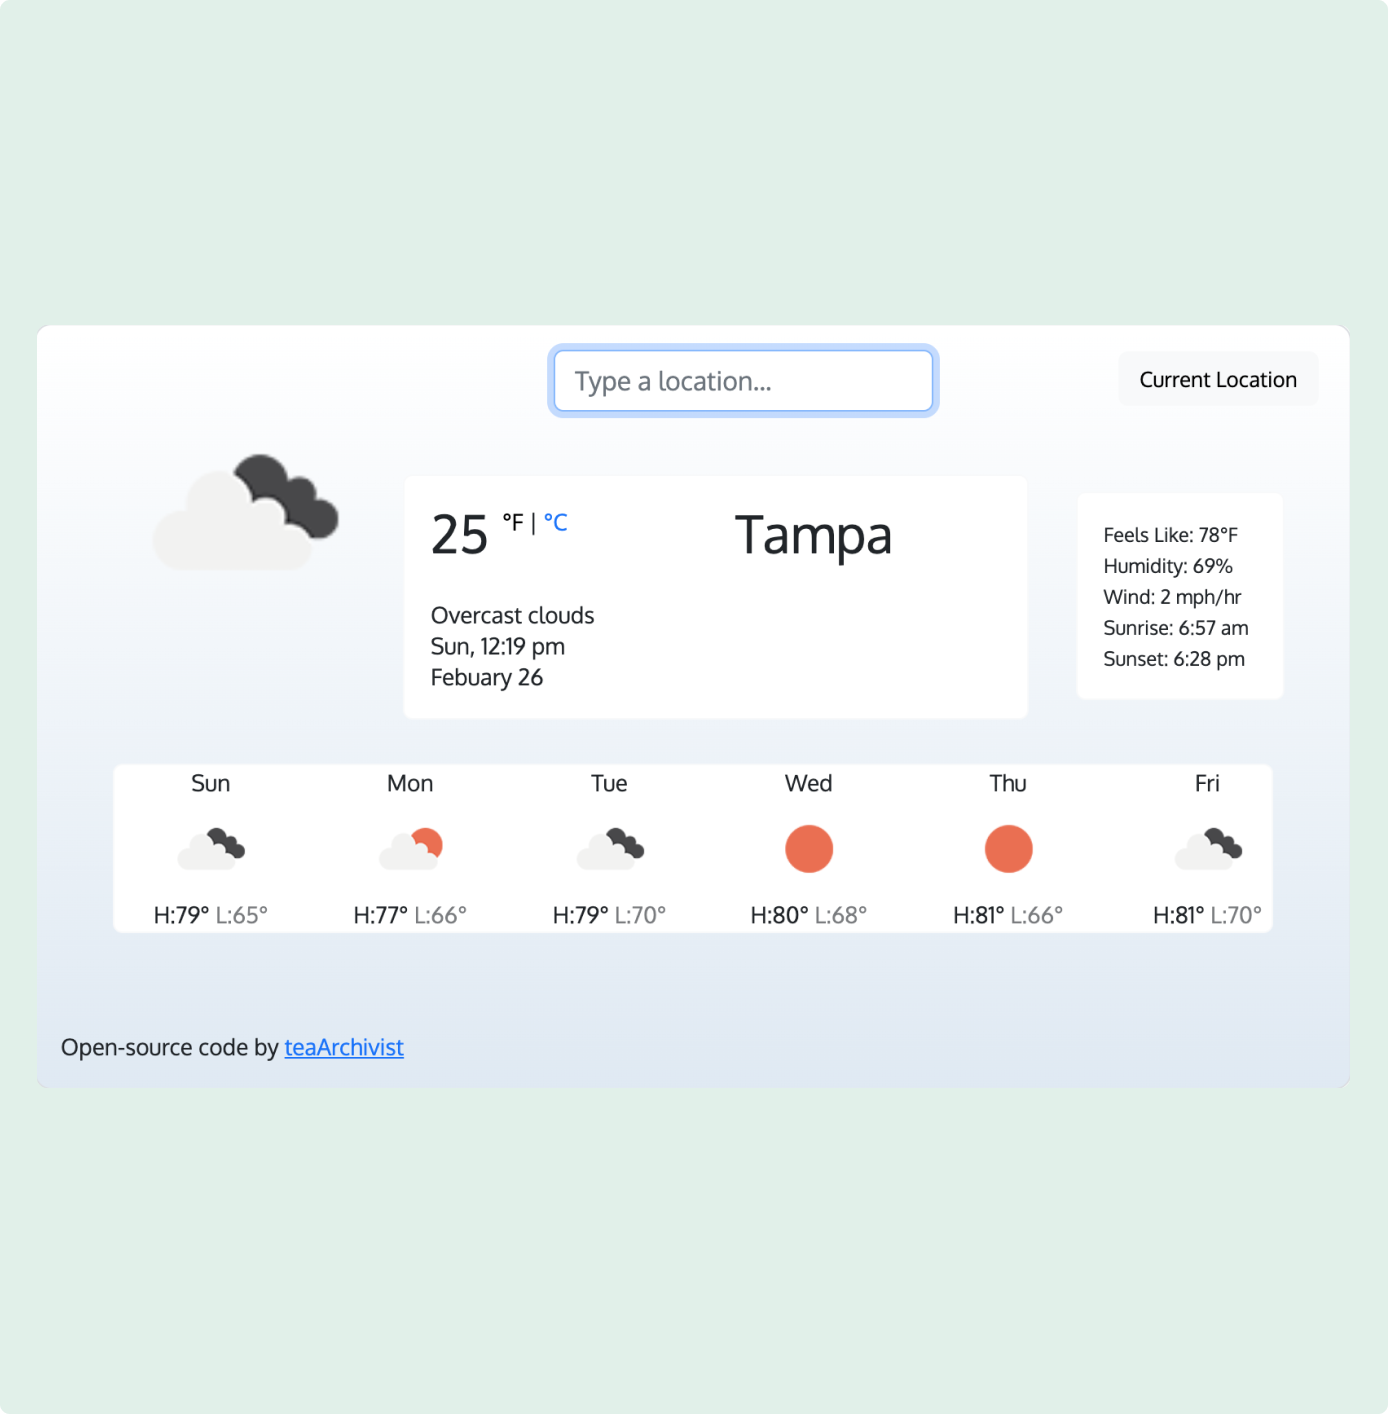 Type a location...
Current Location
25 °F | °C
Tampa
Overcast clouds
Sun, 12:19 pm
Febuary 26
Feels Like: 78°F
Humidity: 69%
Wind: 2 mph/hr
Sunrise: 6:57 am
Sunset: 6:28 pm
Sun Mon Tue Wed Thu Fri
H:79° L:65° H:77° L:66° H:79° L:70° H:80° L:68° H:81° L:66° H:81° L:70°
Open-source code by teaArchivist